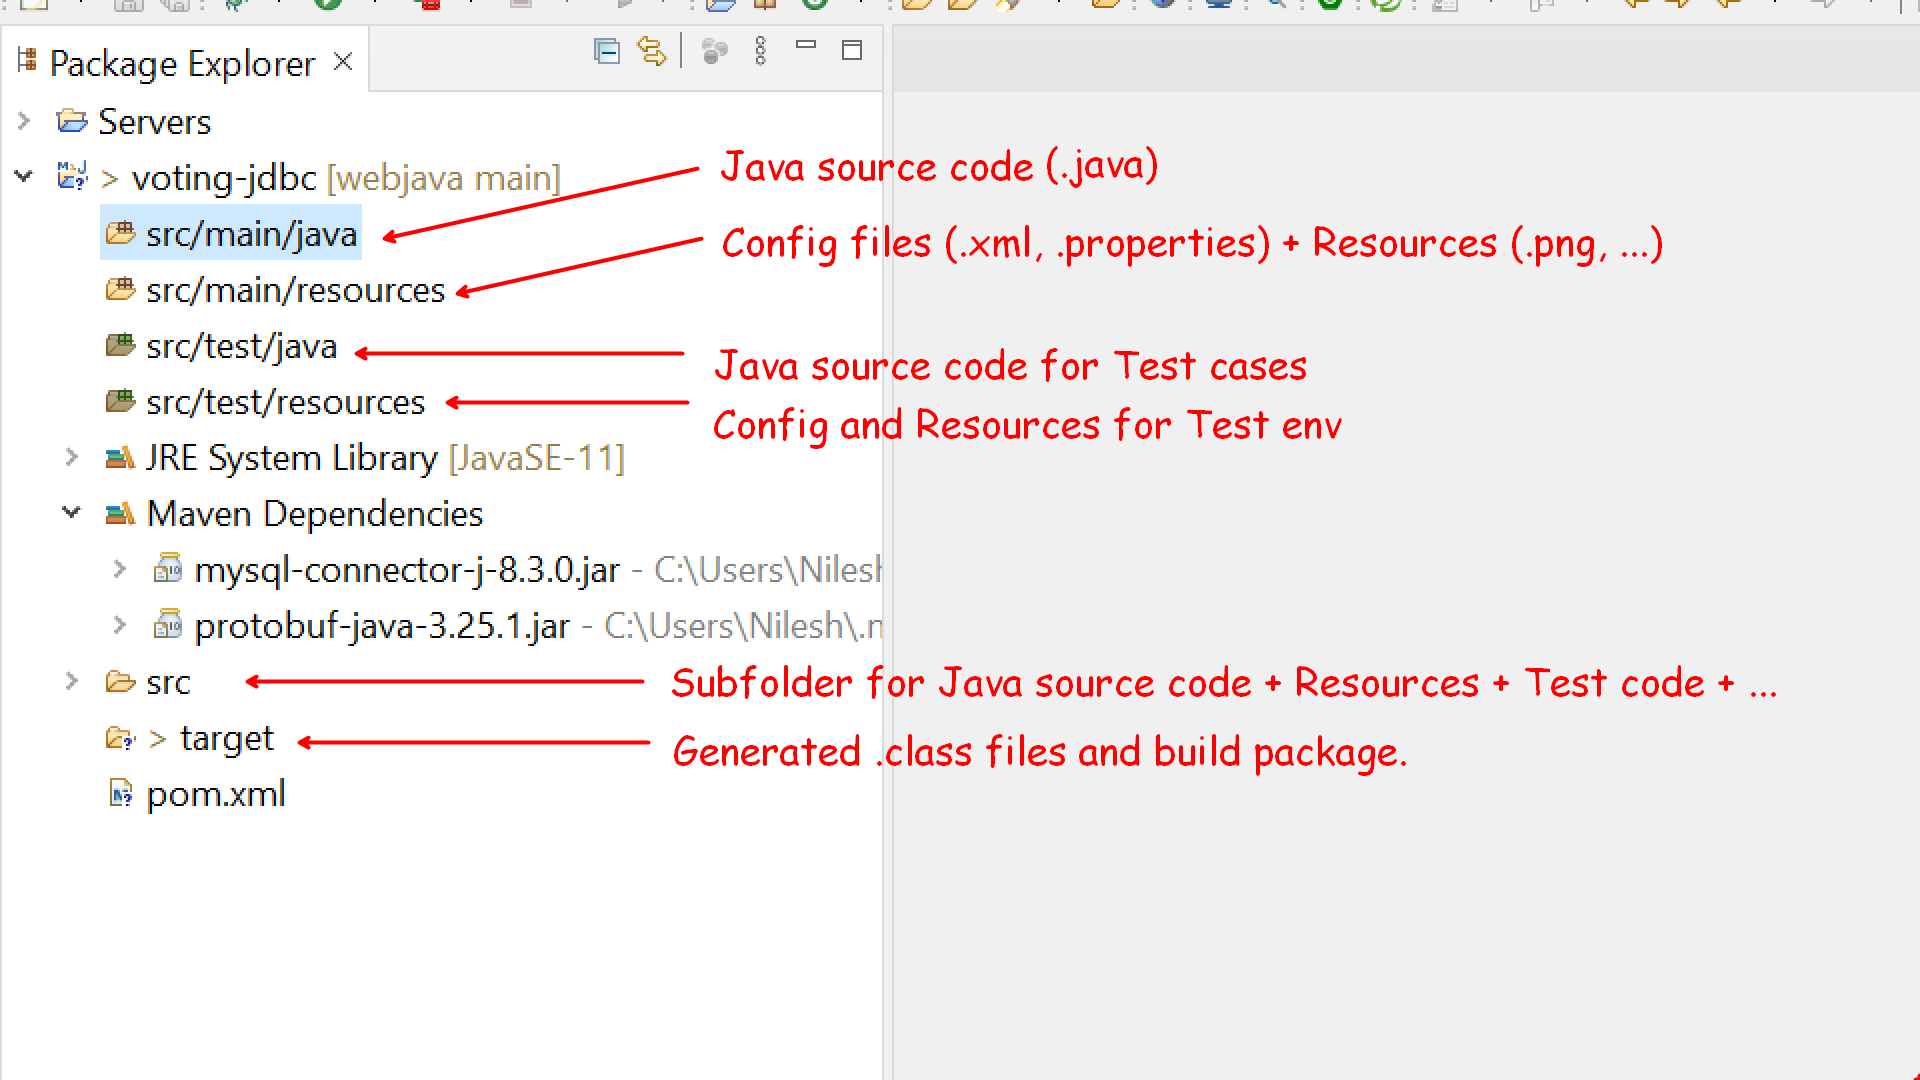 Package Explorer
Servers
> voting-jdbc [webjava main]
Java source code (.java)
src/main/java
Config files (.xml, .properties) + Resources (.png, ...)
src/main/resources
src/test/java
Java source code for Test cases
src/test/resources
Config and Resources for Test env
JRE System Library [JavaSE-11]
Maven Dependencies
mysql-connector-j-8.3.0.jar - C:\Users\Nilesh
protobuf-java-3.25.1.jar - C:\Users\Nilesh\.
src
Subfolder for Java source code + Resources + Test code + ...
> target
Generated .class files and build package.
pom.xml